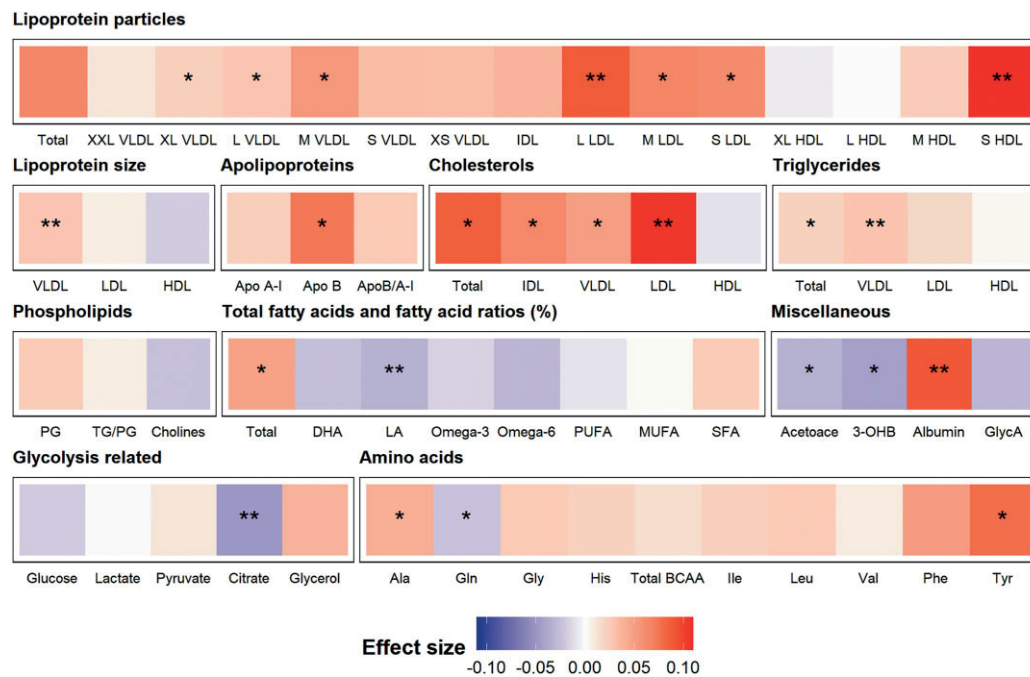 Lipoprotein particles
* * * ** * * **
Total XXL VLDL XL VLDL L VLDL M VLDL S VLDL XS VLDL IDL L LDL M LDL S LDL XL HDL L HDL M HDL S HDL
Lipoprotein size Apolipoproteins Cholesterols Triglycerides
** * * * * ** * **
VLDL LDL HDL Apo A-I Apo B ApoB/A-I Total IDL VLDL LDL HDL Total VLDL LDL HDL
Phospholipids Total fatty acids and fatty acid ratios (%) Miscellaneous
* ** * * **
PG TG/PG Cholines Total DHA LA Omega-3 Omega-6 PUFA MUFA SFA Acetoace 3-OHB Albumin GlycA
Glycolysis related Amino acids
** * * *
Glucose Lactate Pyruvate Citrate Glycerol Ala Gln Gly His Total BCAA Ile Leu Val Phe Tyr
Effect size
-0.10 -0.05 0.00 0.05 0.10